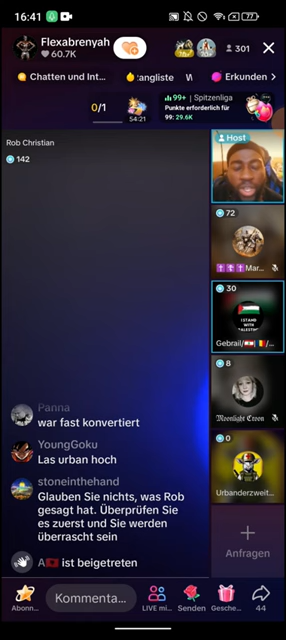 16:41
77
Flexabrenyah
60.7K
301
Chatten und Int...
angliste
W
Erkunden
0/1
54:21
99+ | Spitzenliga
Punkte erforderlich für
99: 29.6K
Rob Christian
142
Host
72
Mar...
30
I STAND
WITH
PALESTINE
Gebrail/🇱🇧/🇧🇪/...
8
Moonlight Croon
0
Urbanderzweit...
Anfragen
Panna
war fast konvertiert
YoungGoku
Las urban hoch
stoneinthehand
Glauben Sie nichts, was Rob
gesagt hat. Überprüfen Sie
es zuerst und Sie werden
überrascht sein
A🇦🇱 ist beigetreten
Abonn...
Kommenta...
LIVE mi...
Senden
Gesche...
44